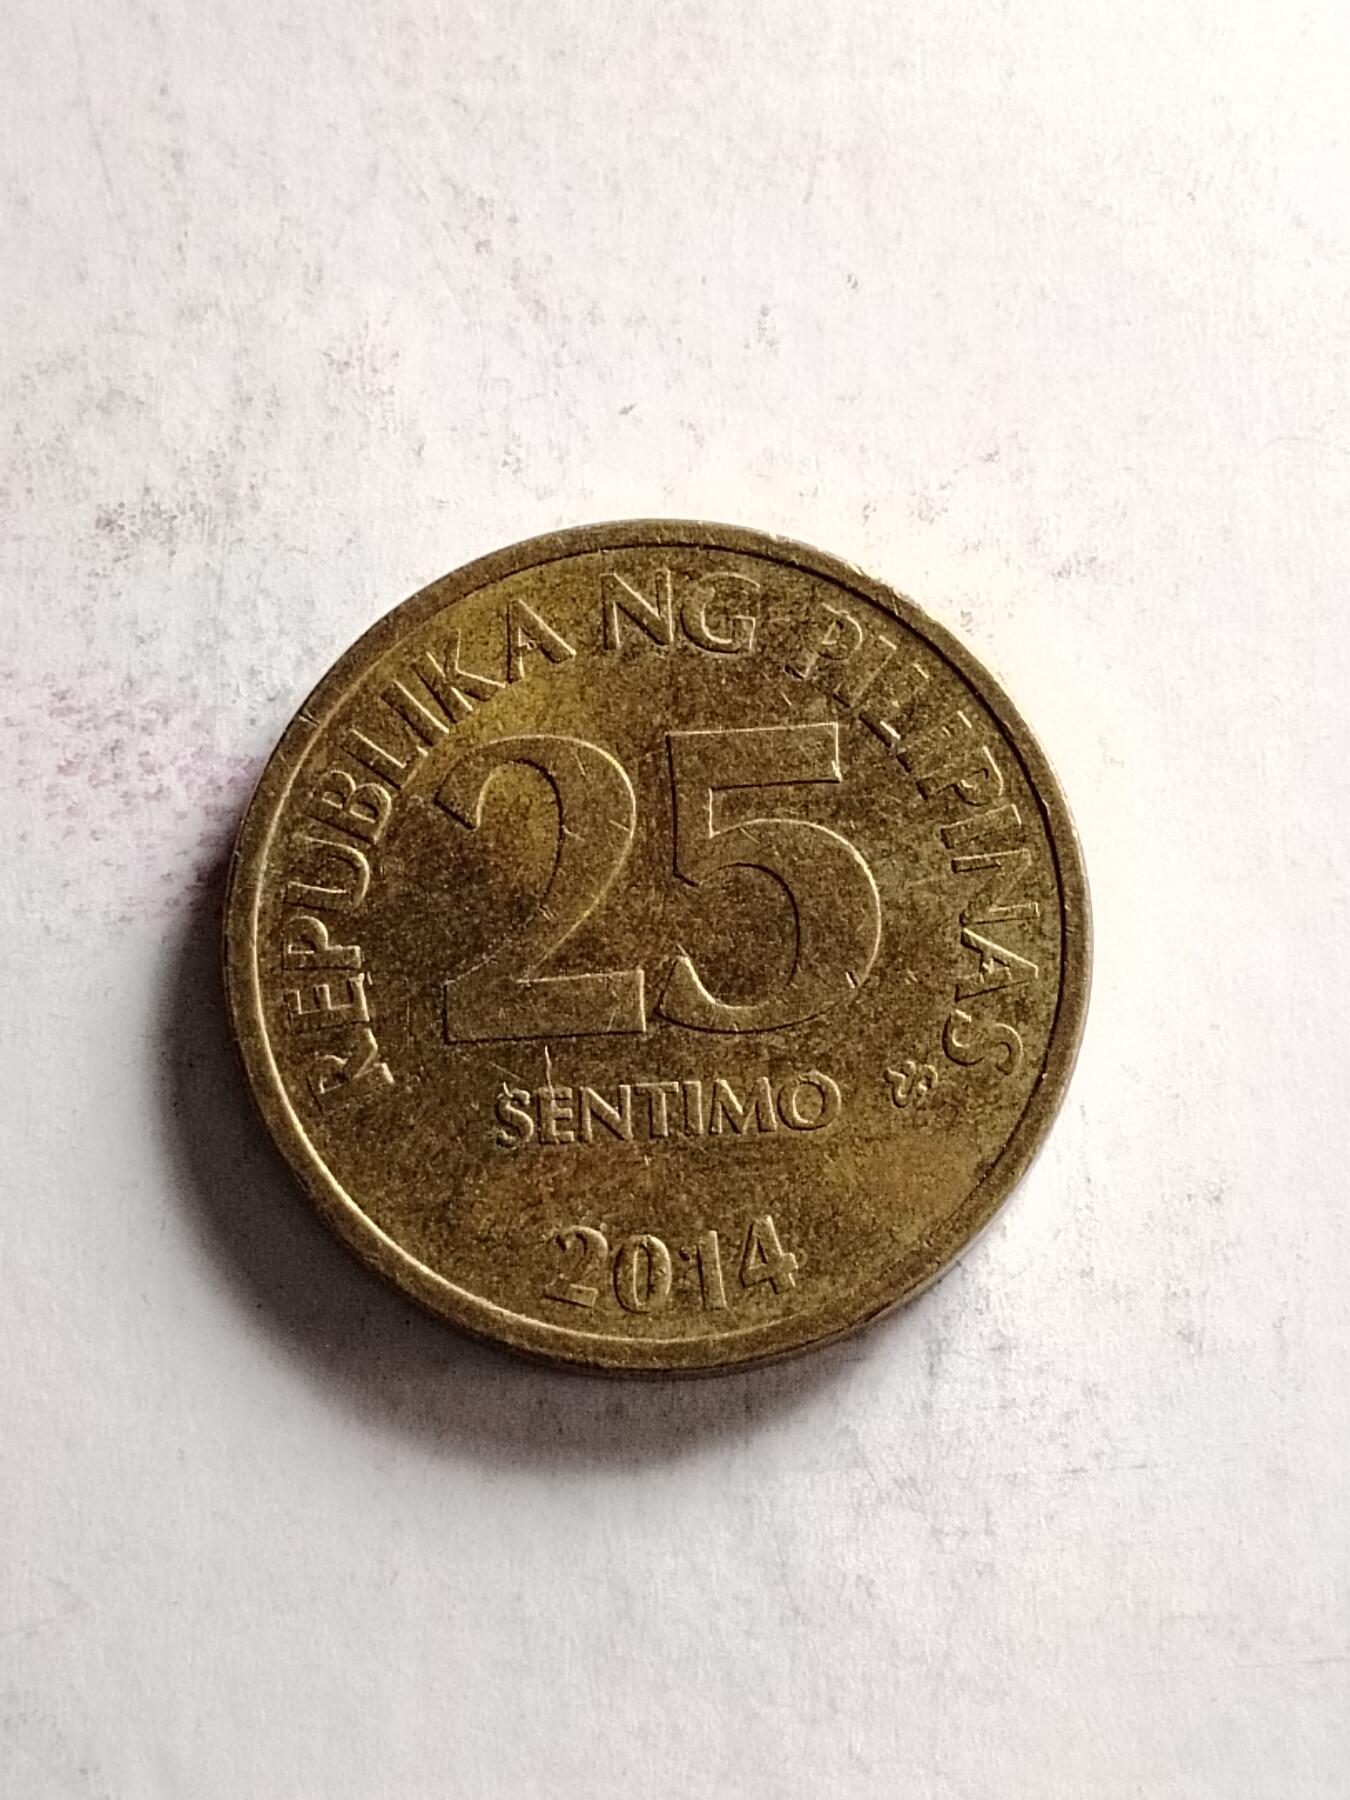 REPUBLIKA NG PILIPINAS
25
SENTIMO
2014